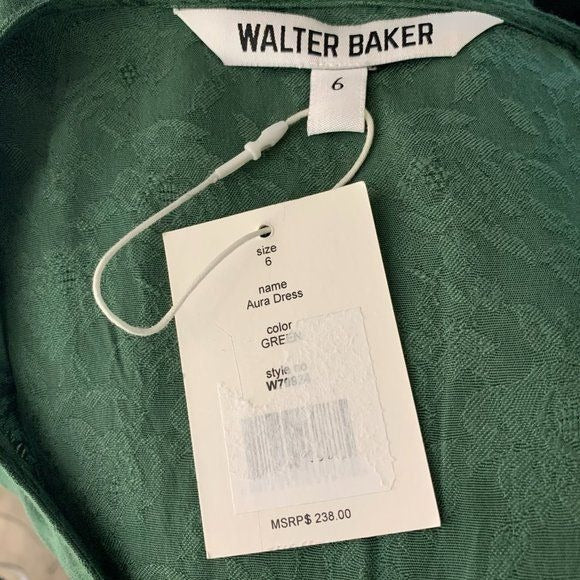 WALTER BAKER
6
size
6
name
Aura Dress
color
GREEN
style no
MSRP$ 238.00